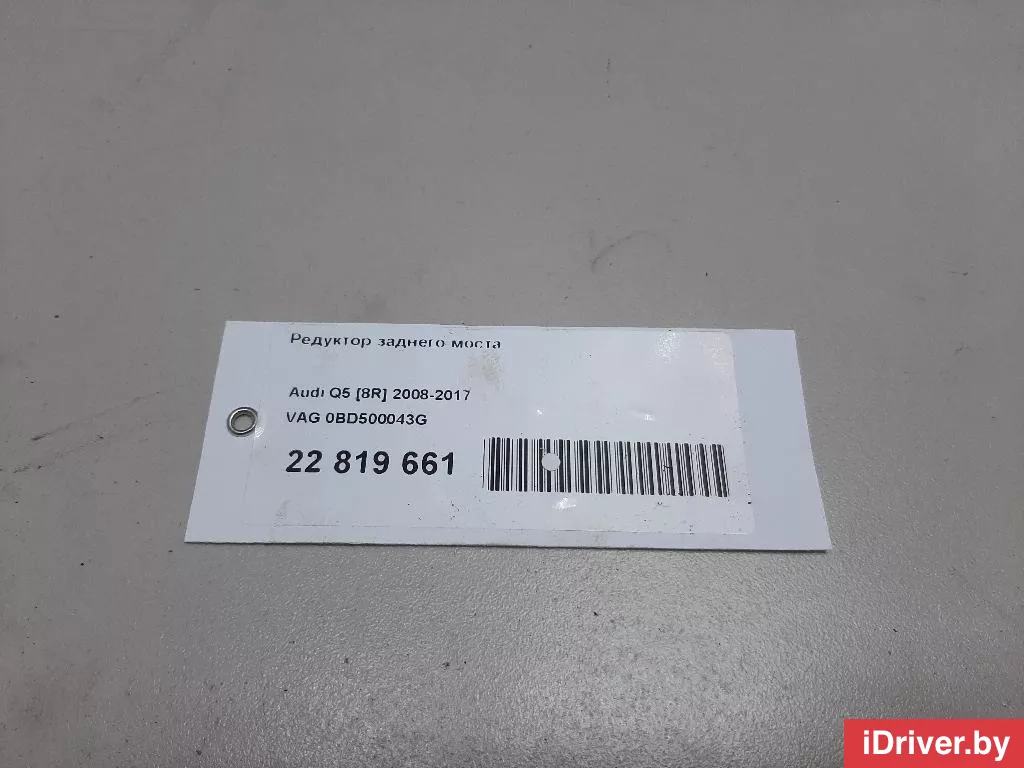 Редуктор заднего моста
Audi Q5 [8R] 2008-2017
VAG 0BD500043G
22 819 661
iDriver.by